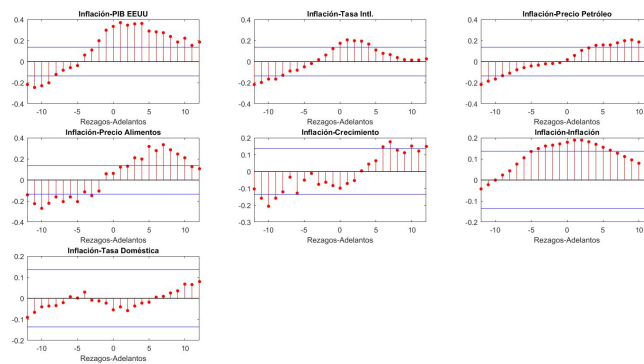 Inflación-PIB EEUU
0.4
0.2
0
-0.2
-0.4
-10 -5 0 5 10
Rezagos-Adelantos
Inflación-Tasa Intl.
0.4
0.2
0
-0.2
-0.4
-10 -5 0 5 10
Rezagos-Adelantos
Inflación-Precio Petróleo
0.4
0.2
0
-0.2
-0.4
-10 -5 0 5 10
Rezagos-Adelantos
Inflación-Precio Alimentos
0.4
0.2
0
-0.2
-0.4
-10 -5 0 5 10
Rezagos-Adelantos
Inflación-Crecimiento
0.2
0.1
0
-0.1
-0.2
-0.3
-10 -5 0 5 10
Rezagos-Adelantos
Inflación-Inflación
0.2
0.1
0
-0.1
-0.2
-10 -5 0 5 10
Rezagos-Adelantos
Inflación-Tasa Doméstica
0.2
0.1
0
-0.1
-0.2
-10 -5 0 5 10
Rezagos-Adelantos